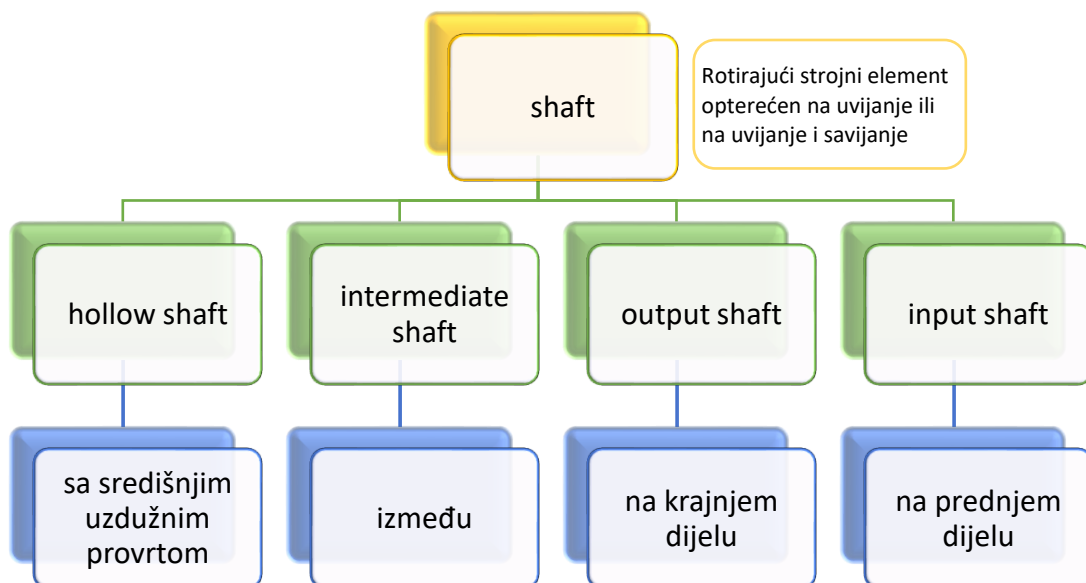 shaft
Rotirajući strojni element
opterećen na uvijanje ili
na uvijanje i savijanje
hollow shaft
intermediate
shaft
output shaft
input shaft
sa središnjim
uzdužnim
provrtom
između
na krajnjem
dijelu
na prednjem
dijelu